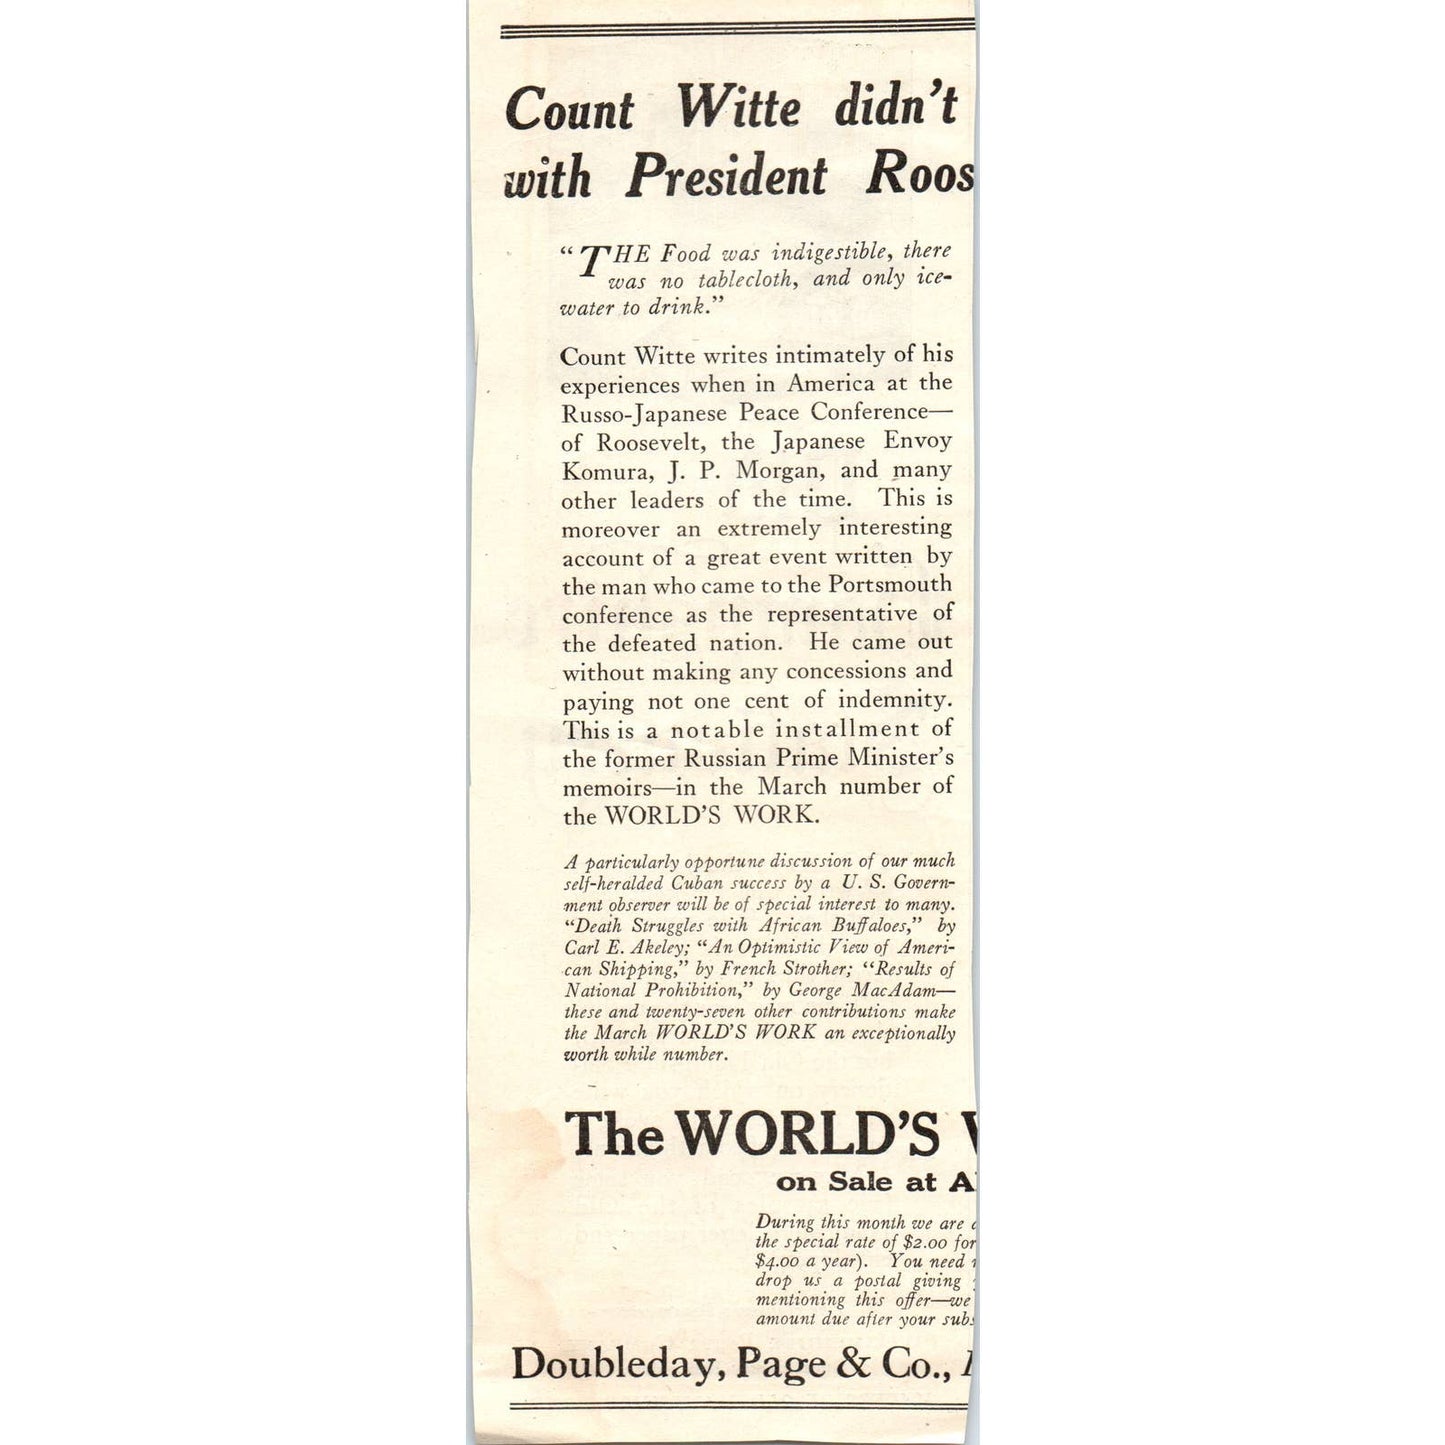 Count Witte didn't
with President Roos
"THE Food was indigestible, there
was no tablecloth, and only ice-
water to drink."
Count Witte writes intimately of his
experiences when in America at the
Russo-Japanese Peace Conference—
of Roosevelt, the Japanese Envoy
Komura, J. P. Morgan, and many
other leaders of the time. This is
moreover an extremely interesting
account of a great event written by
the man who came to the Portsmouth
conference as the representative of
the defeated nation. He came out
without making any concessions and
paying not one cent of indemnity.
This is a notable installment of
the former Russian Prime Minister's
memoirs—in the March number of
the WORLD'S WORK.
A particularly opportune discussion of our much
self-heralded Cuban success by a U. S. Govern-
ment observer will be of special interest to many.
"Death Struggles with African Buffaloes," by
Carl E. Akeley; "An Optimistic View of Ameri-
can Shipping," by French Strother; "Results of
National Prohibition," by George MacAdam—
these and twenty-seven other contributions make
the March WORLD'S WORK an exceptionally
worth while number.
The WORLD'S
on Sale at A
During this month we are
the special rate of $2.00 for
$4.00 a year). You need
drop us a postal giving
mentioning this offer—we
amount due after your subs
Doubleday, Page & Co.,